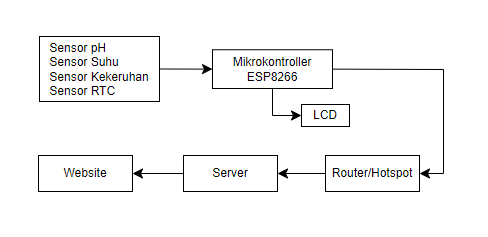 Sensor pH
Sensor Suhu
Sensor Kekeruhan
Sensor RTC
Mikrokontroller
ESP8266
LCD
Website
Server
Router/Hotspot